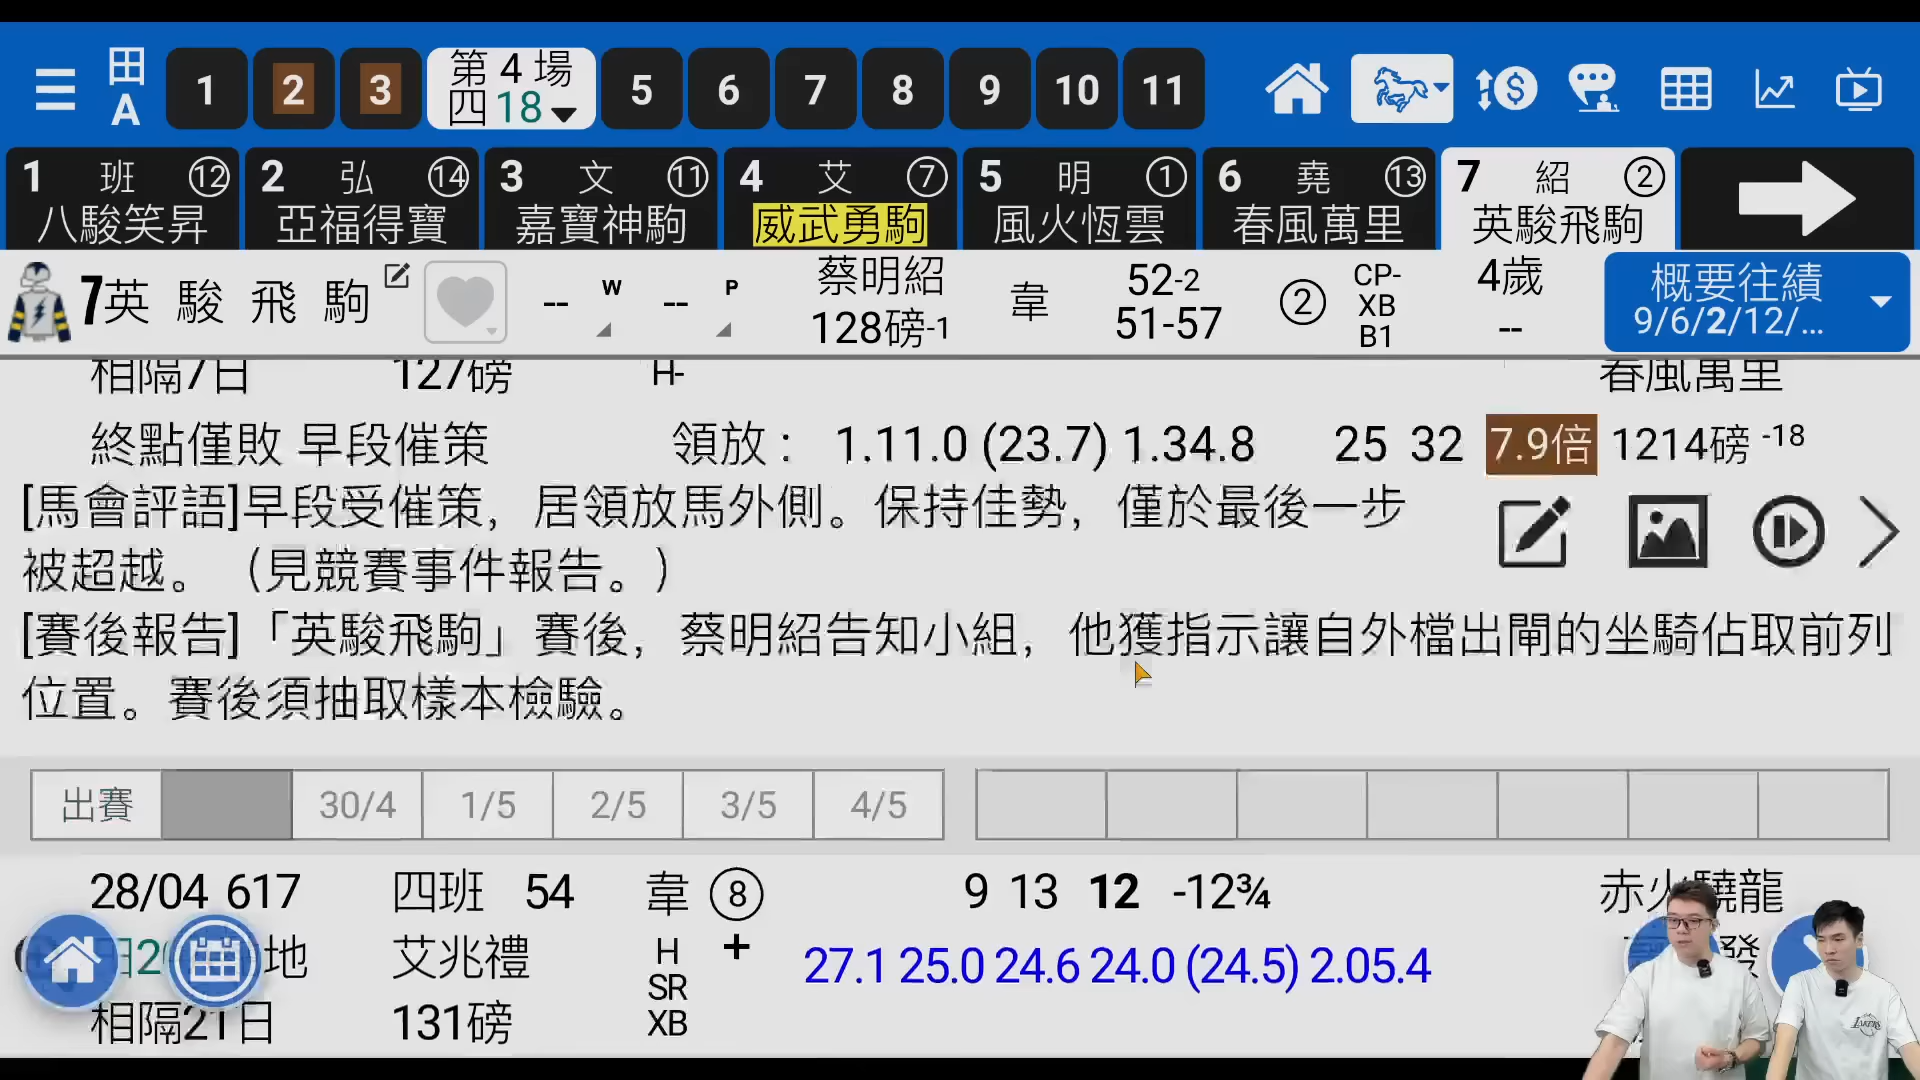 田A 1 2 3 第4場 四18 5 6 7 8 9 10 11 $
1 班 12 八駿笑昇
2 弘 14 亞福得寶
3 文 11 嘉寶神駒
4 艾 7 威武勇駒
5 明 1 風火恆雲
6 堯 13 春風萬里
7 紹 2 英駿飛駒
7英駿飛駒 -- W -- P 蔡明紹 128磅-1 韋 52-2 51-57 2 CP- XB B1 4歲 -- 概要往績 9/6/2/12/...
相隔7日 127磅 H- 春風萬里
終點僅敗 早段催策 領放: 1.11.0 (23.7) 1.34.8 25 32 7.9倍 1214磅 -18
[馬會評語]早段受催策，居領放馬外側。保持佳勢，僅於最後一步
被超越。（見競賽事件報告。）
[賽後報告]「英駿飛駒」賽後，蔡明紹告知小組，他獲指示讓自外檔出閘的坐騎佔取前列
位置。賽後須抽取樣本檢驗。
出賽 30/4 1/5 2/5 3/5 4/5
28/04 617 四班 54 韋 8 9 13 12 -12¾
地 艾兆禮 H + 27.1 25.0 24.6 24.0 (24.5) 2.05.4
SR
相隔21日 131磅 XB
LAKERS